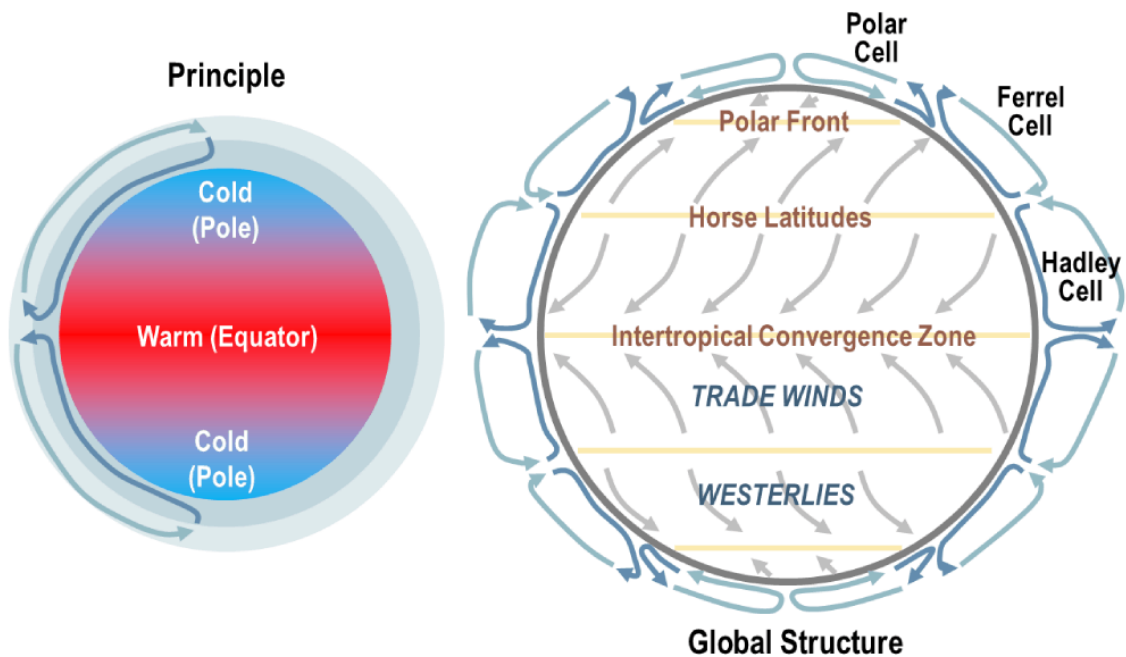 Principle
Cold
(Pole)
Warm (Equator)
Cold
(Pole)
Polar
Cell
Ferrel
Cell
Hadley
Cell
Polar Front
Horse Latitudes
Intertropical Convergence Zone
TRADE WINDS
WESTERLIES
Global Structure